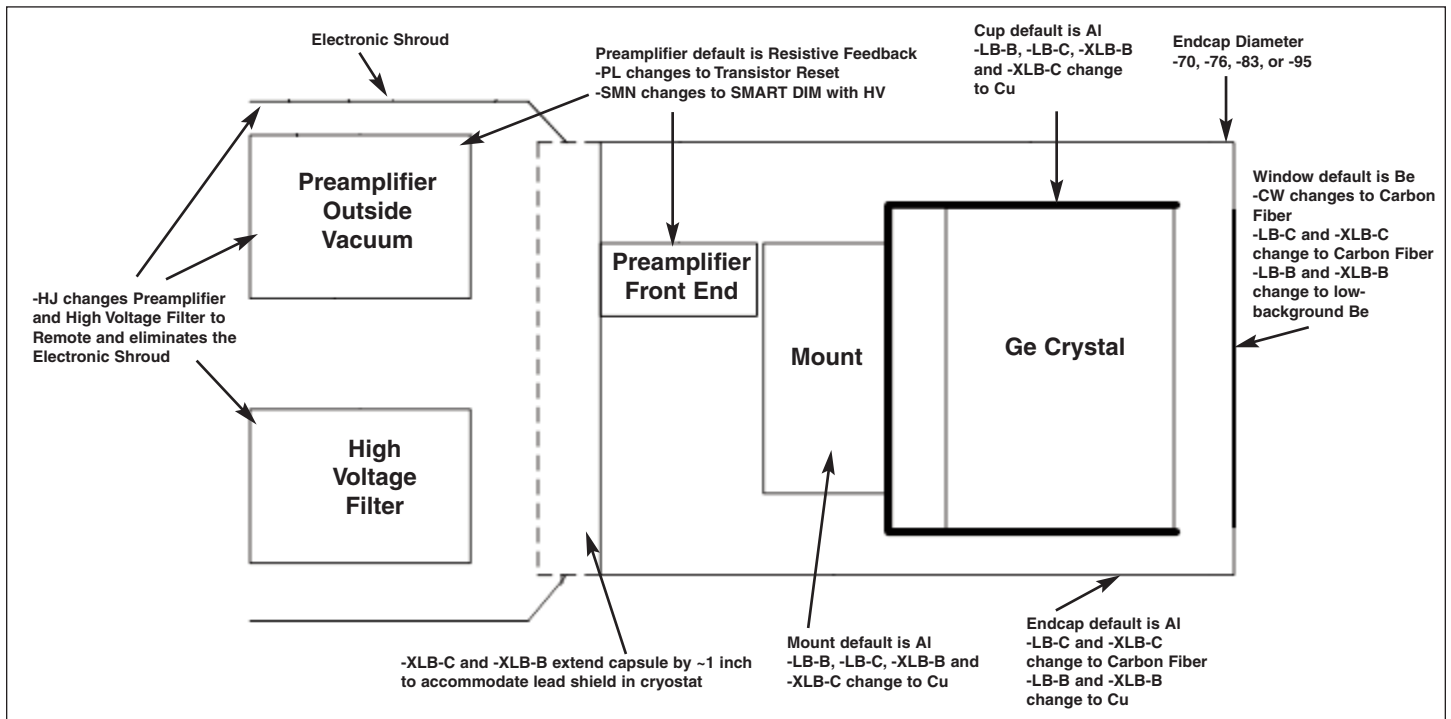 Electronic Shroud
Preamplifier default is Resistive Feedback
-PL changes to Transistor Reset
-SMN changes to SMART DIM with HV
Cup default is Al
-LB-B, -LB-C, -XLB-B
and -XLB-C change
to Cu
Endcap Diameter
-70, -76, -83, or -95
Window default is Be
-CW changes to Carbon
Fiber
-LB-C and -XLB-C
change to Carbon Fiber
-LB-B and -XLB-B
change to low-
background Be
Preamplifier
Outside
Vacuum
Preamplifier
Front End
Mount
Ge Crystal
-HJ changes Preamplifier
and High Voltage Filter to
Remote and eliminates the
Electronic Shroud
High
Voltage
Filter
-XLB-C and -XLB-B extend capsule by ~1 inch
to accommodate lead shield in cryostat
Mount default is Al
-LB-B, -LB-C, -XLB-B and
-XLB-C change to Cu
Endcap default is Al
-LB-C and -XLB-C
change to Carbon Fiber
-LB-B and -XLB-B
change to Cu